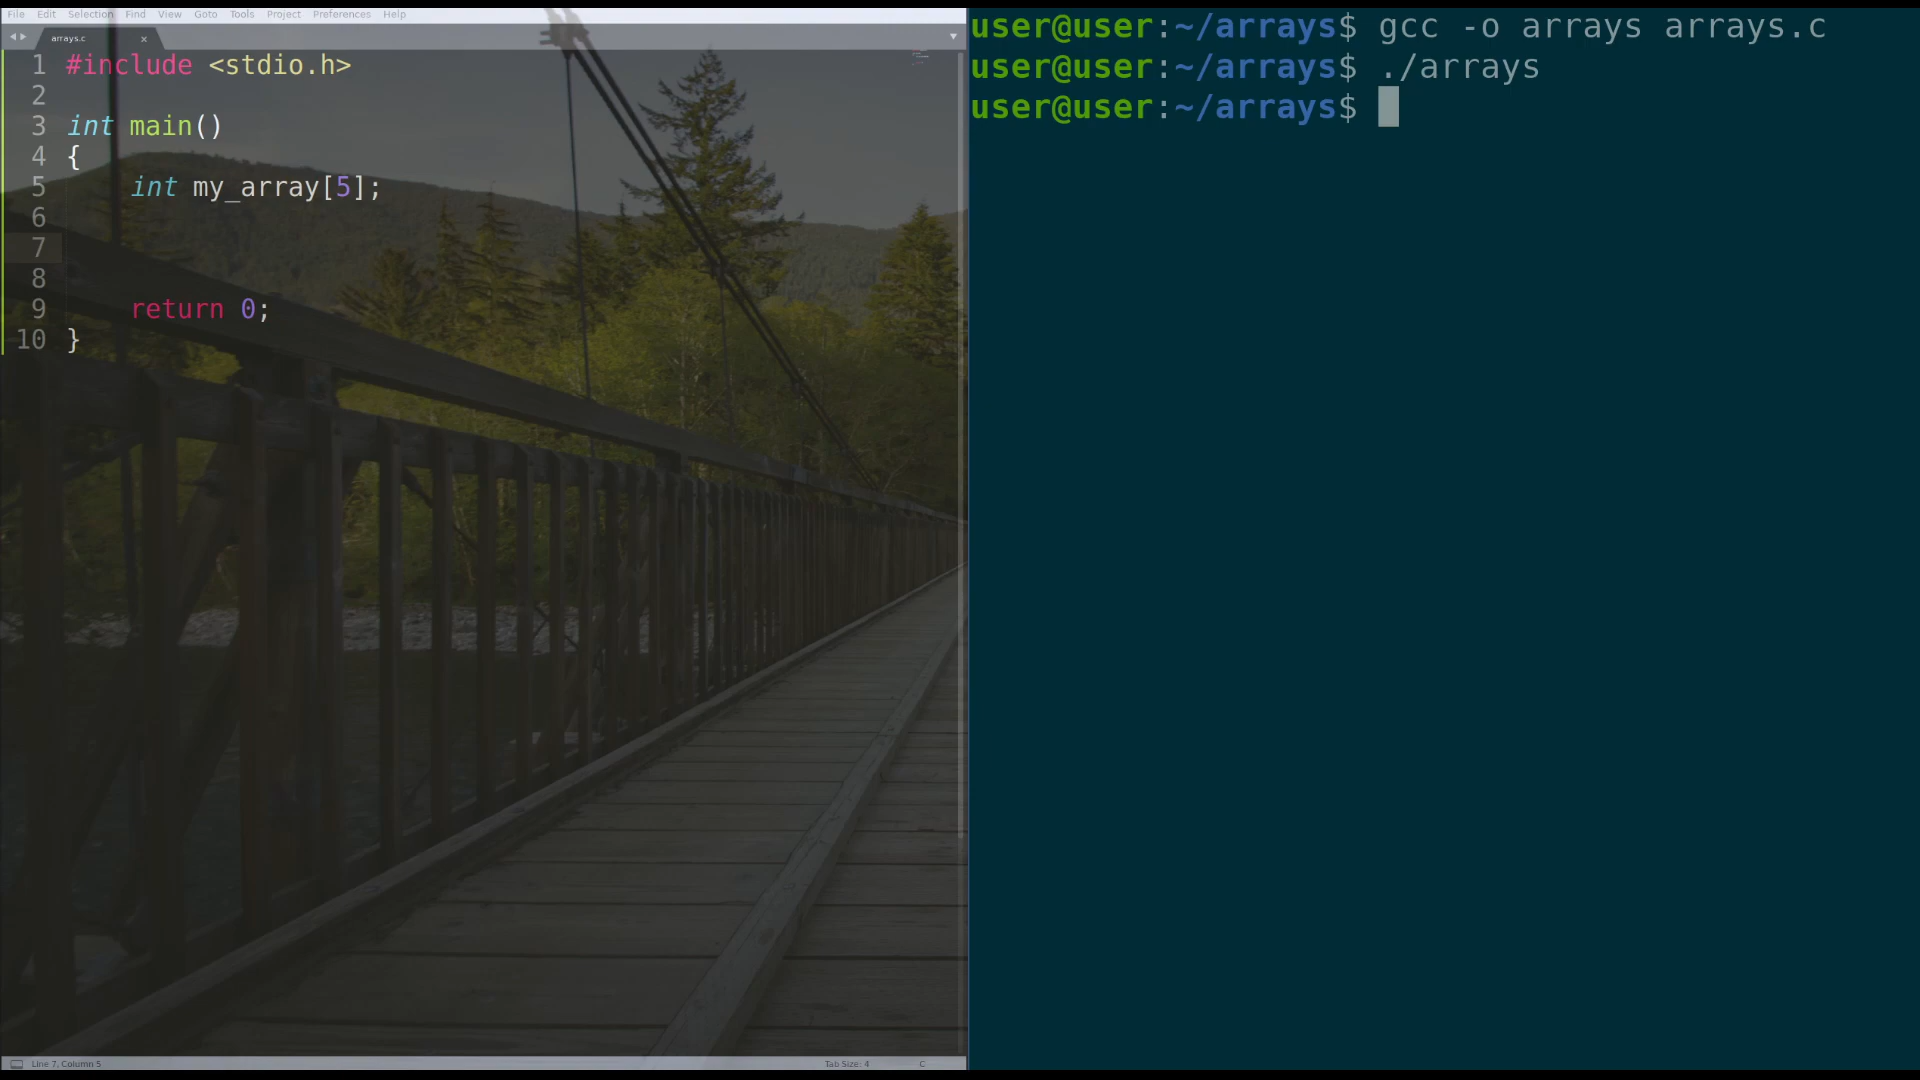 File Edit Selection Find View Goto Tools Project Preferences Help
arrays.c ×
1 #include <stdio.h>
2
3 int main()
4 {
5     int my_array[5];
6
7
8
9     return 0;
10 }
Line 7, Column 5 Tab Size: 4 C
user@user:~/arrays$ gcc -o arrays arrays.c
user@user:~/arrays$ ./arrays
user@user:~/arrays$